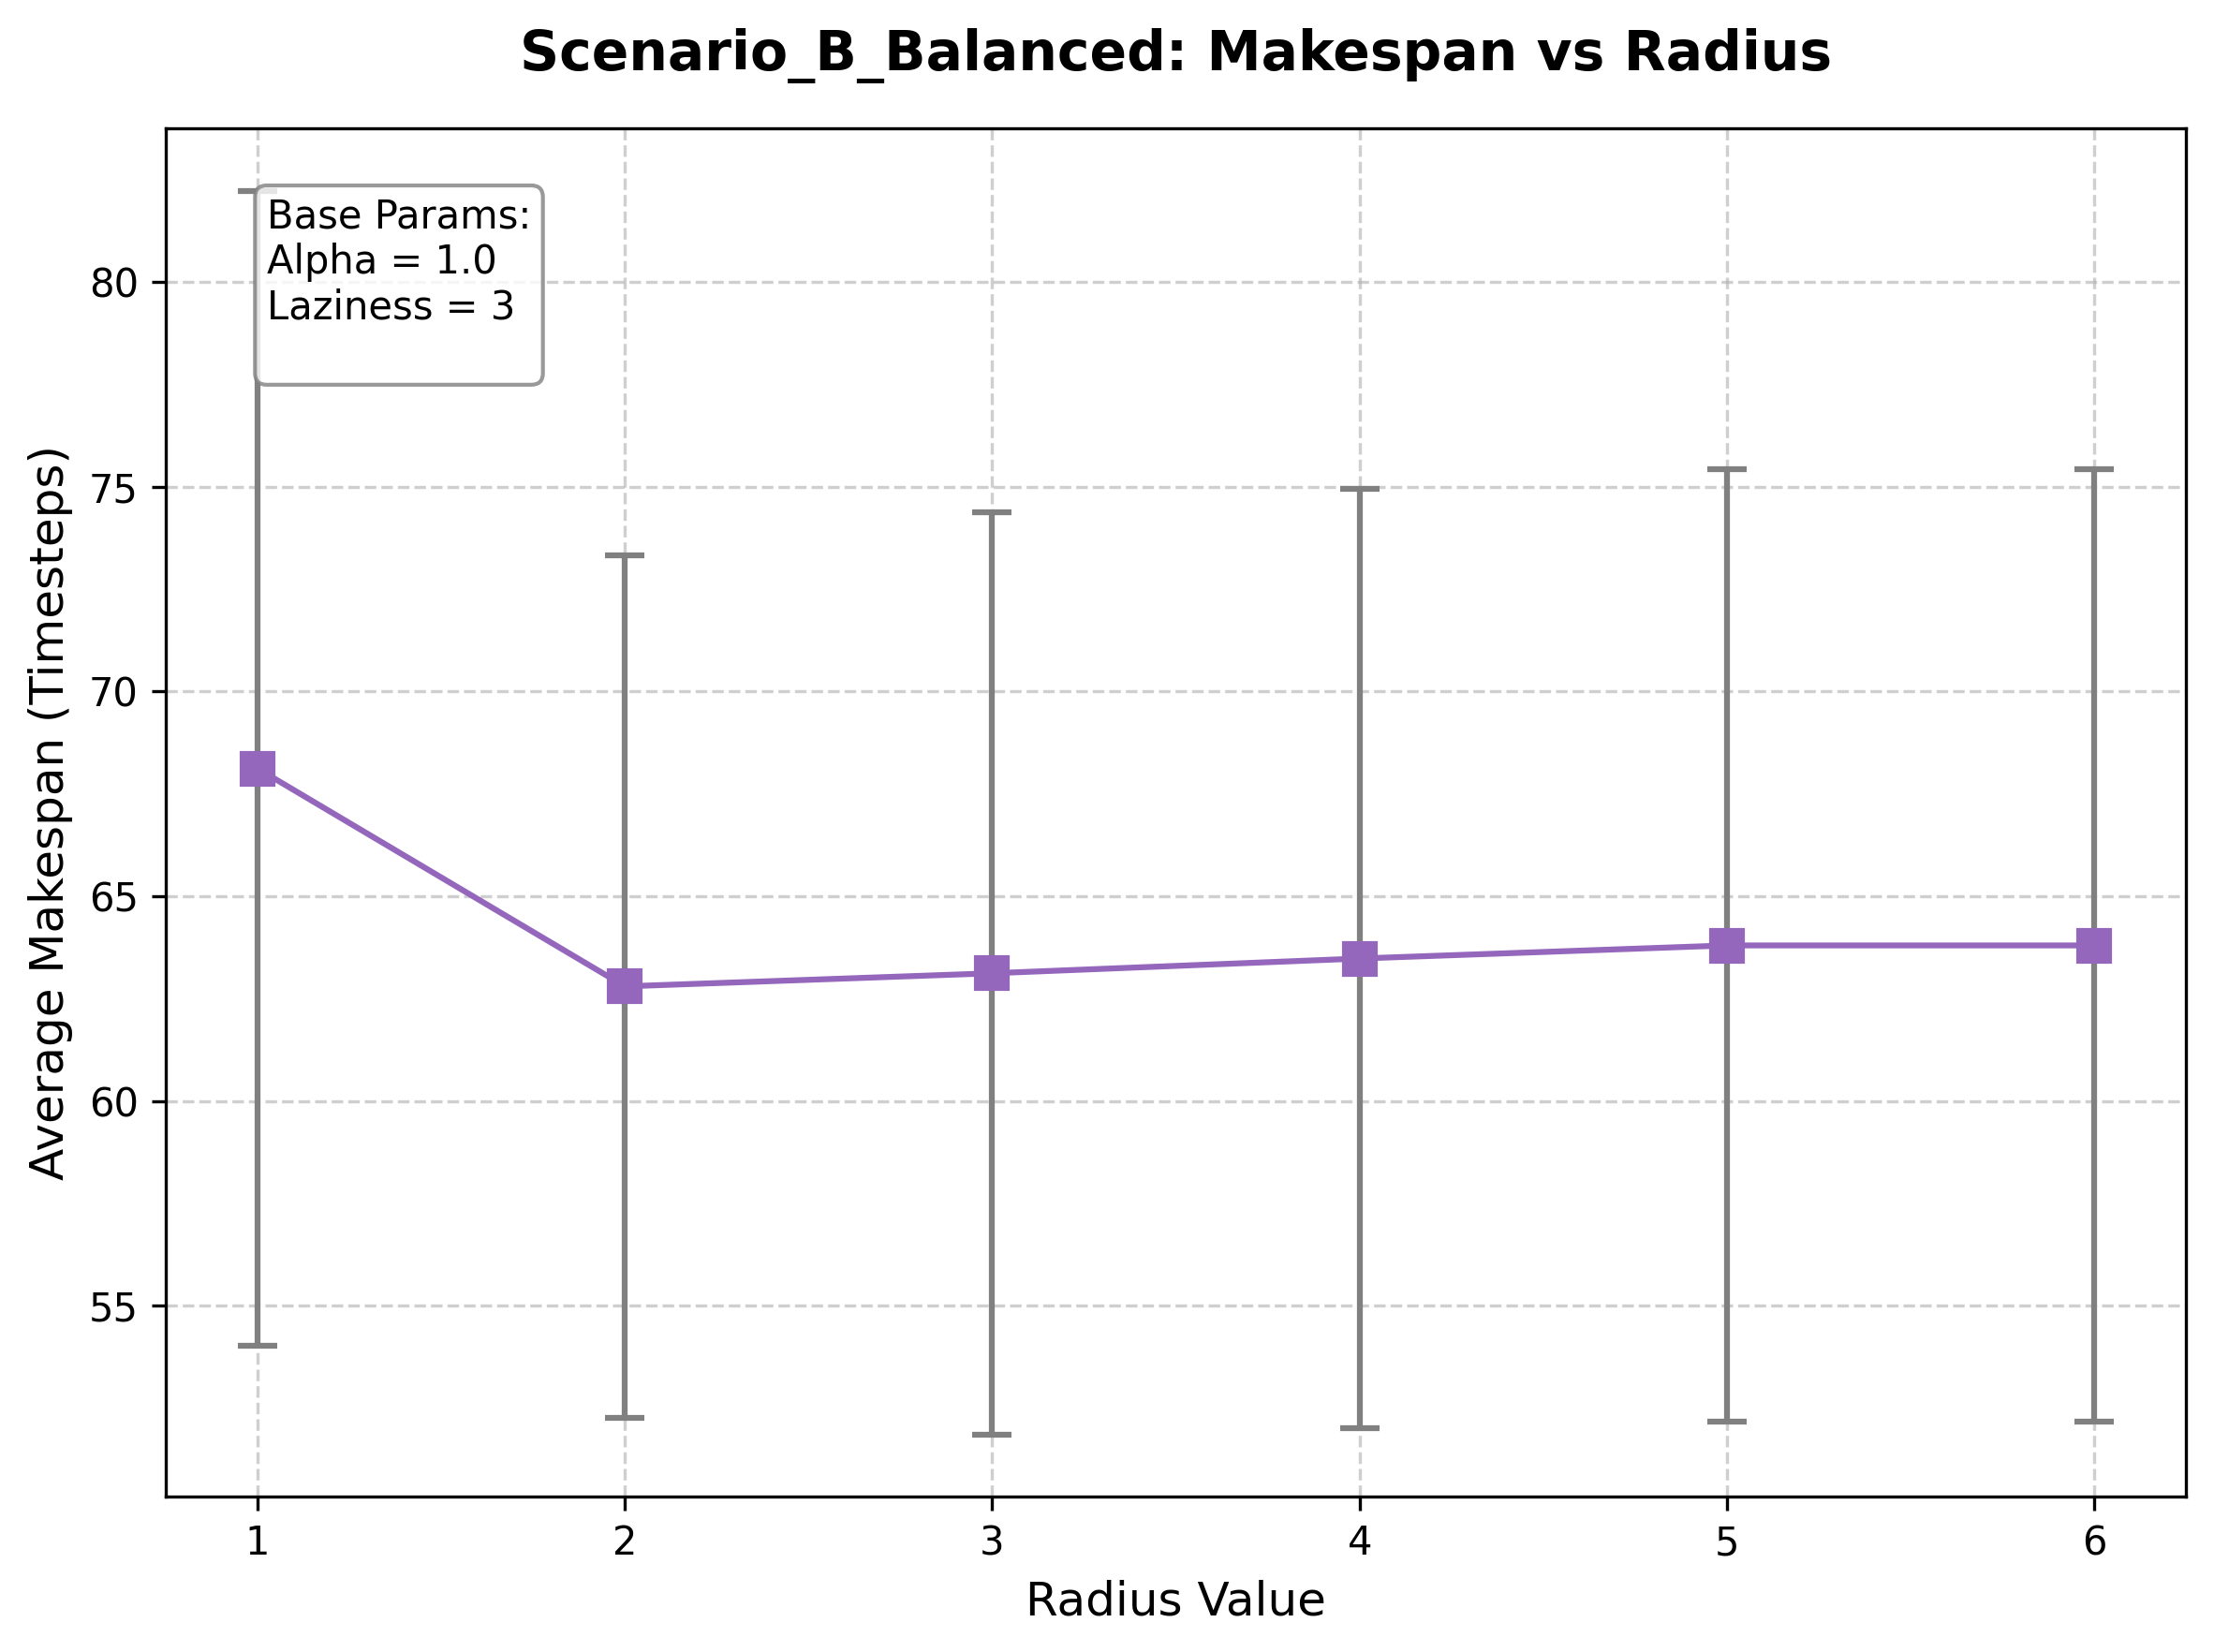 Scenario_B_Balanced: Makespan vs Radius
Base Params:
Alpha = 1.0
Laziness = 3
Average Makespan (Timesteps)
80
75
70
65
60
55
1 2 3 4 5 6
Radius Value